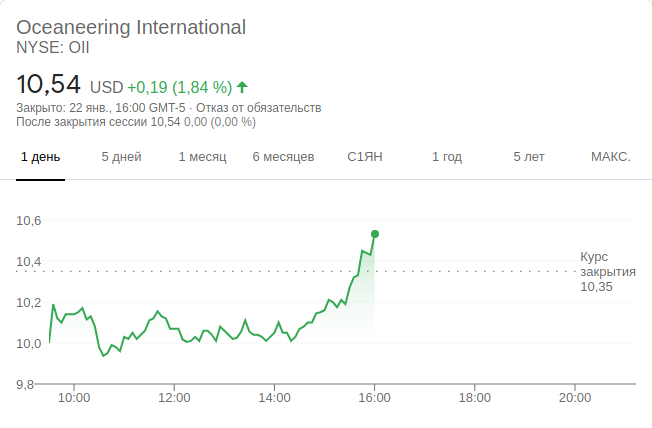 Oceaneering International
NYSE: OII
10,54 USD +0,19 (1,84 %)
Закрыто: 22 янв., 16:00 GMT-5 · Отказ от обязательств
После закрытия сессии 10,54 0,00 (0,00 %)
1 день 5 дней 1 месяц 6 месяцев С1ЯН 1 год 5 лет МАКС.
10,6
10,4
10,2
10,0
9,8
Курс
закрытия
10,35
10:00 12:00 14:00 16:00 18:00 20:00